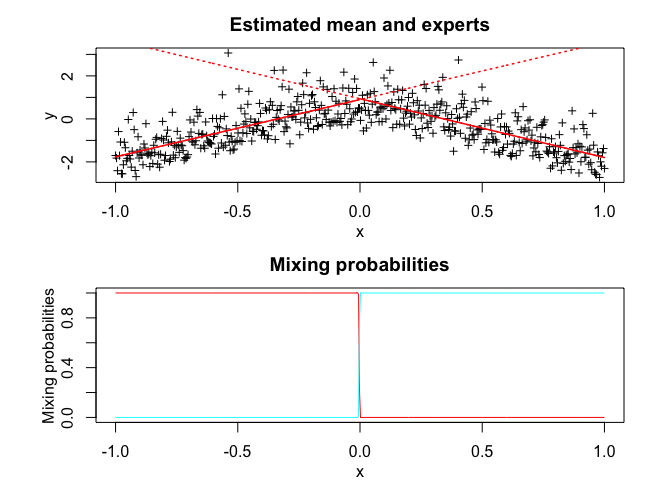 Estimated mean and experts
y
2
0
-2
-1.0 -0.5 0.0 0.5 1.0
x
Mixing probabilities
Mixing probabilities
0.8
0.4
0.0
-1.0 -0.5 0.0 0.5 1.0
x